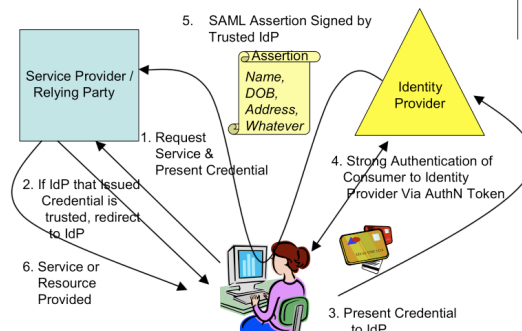 5. SAML Assertion Signed by
Trusted IdP
Assertion
Name,
DOB,
Address,
Whatever
Service Provider /
Relying Party
Identity
Provider
1. Request
Service &
Present Credential
2. If IdP that Issued
Credential is
trusted, redirect
to IdP
4. Strong Authentication of
Consumer to Identity
Provider Via AuthN Token
6. Service or
Resource
Provided
3. Present Credential
to IdP